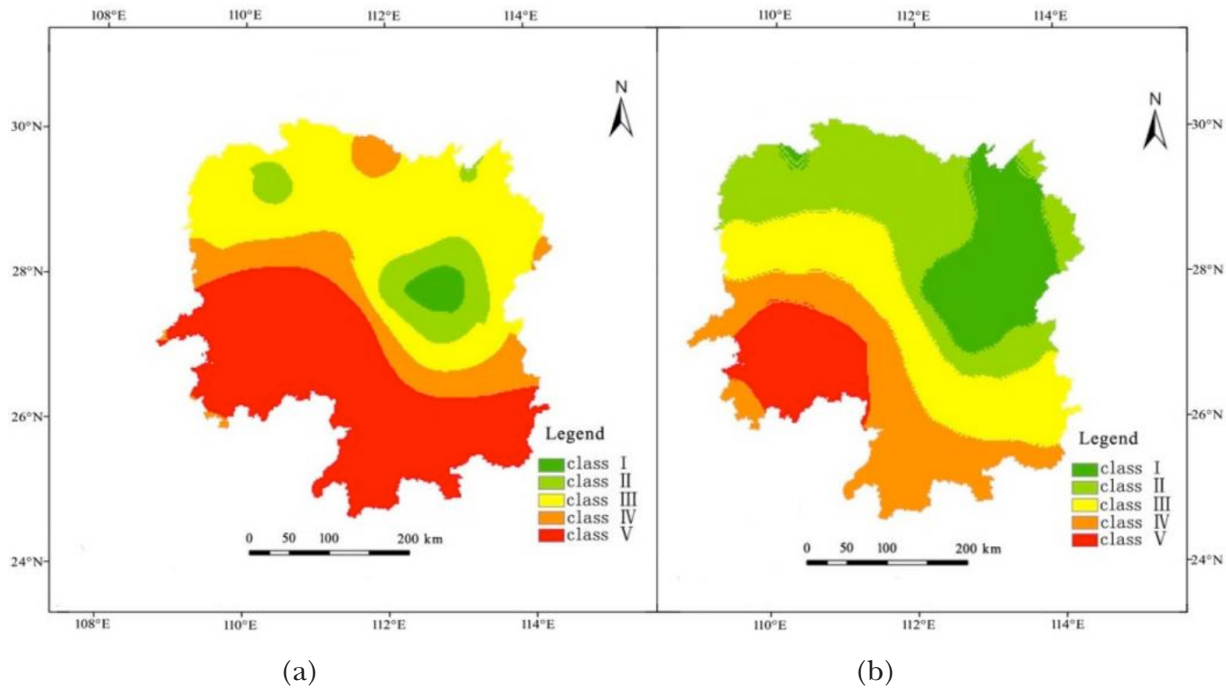 108°E 110°E 112°E 114°E 110°E 112°E 114°E
N N
30°N 30°N
28°N 28°N
26°N 26°N
Legend Legend
class I class I
class II class II
class III class III
class IV class IV
class V class V
0 50 100 200 km 0 50 100 200 km
24°N 24°N
108°E 110°E 112°E 114°E 110°E 112°E 114°E
(a) (b)